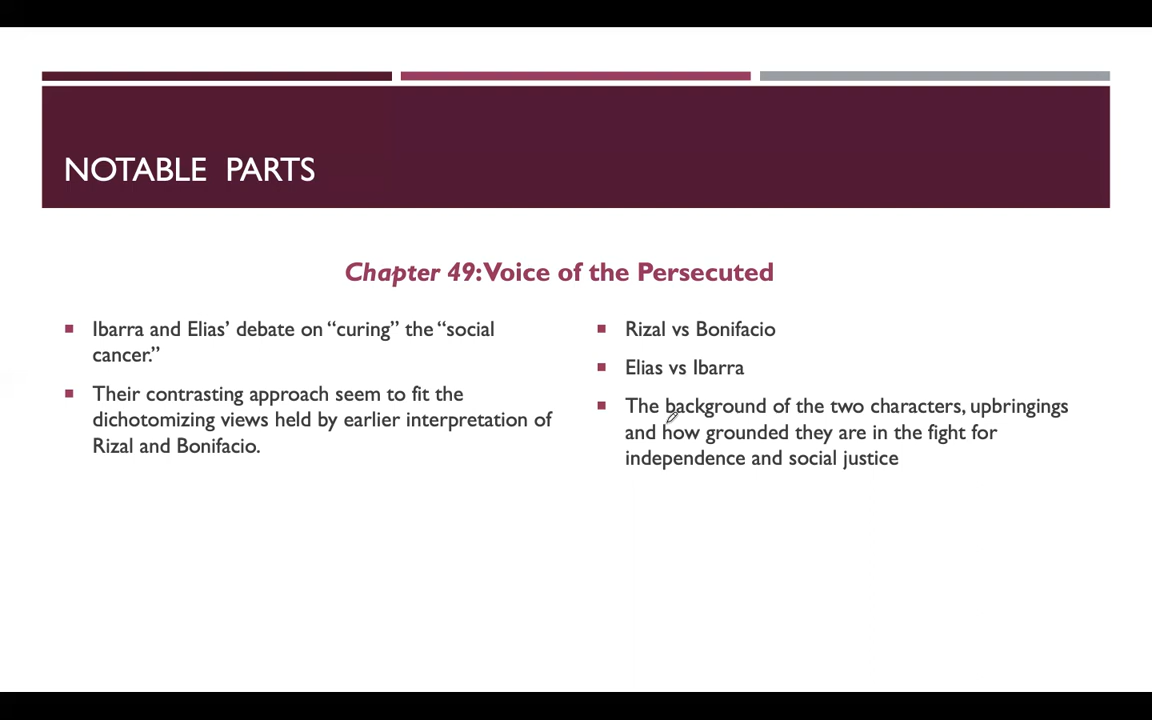 NOTABLE PARTS
Chapter 49: Voice of the Persecuted
Ibarra and Elias’ debate on “curing” the “social
cancer.”
Their contrasting approach seem to fit the
dichotomizing views held by earlier interpretation of
Rizal and Bonifacio.
Rizal vs Bonifacio
Elias vs Ibarra
The background of the two characters, upbringings
and how grounded they are in the fight for
independence and social justice